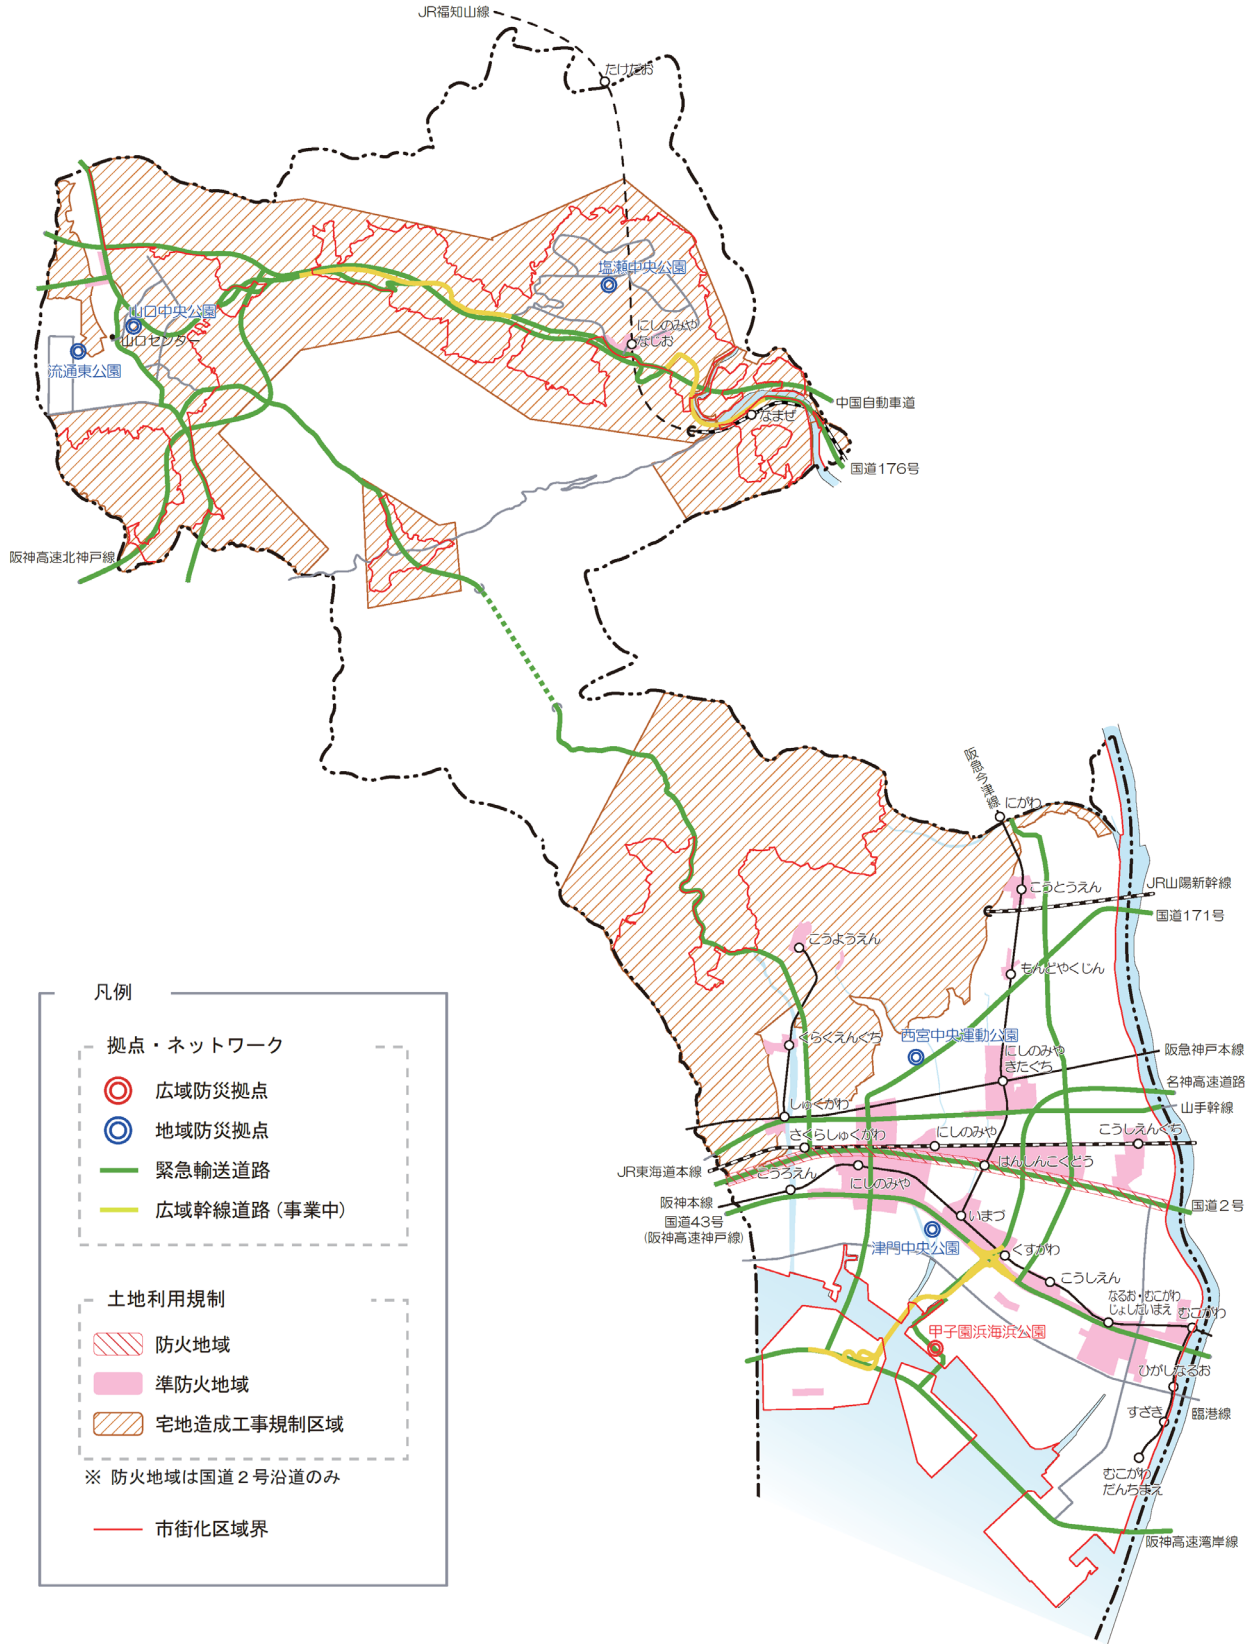 JR福知山線
たけだお
塩瀬中央公園
山口中央公園
山口センター
流通東公園
にしのみや
なじお
中国自動車道
なまぜ
国道176号
阪神高速北神戸線
阪急今津線
にがわ
JR山陽新幹線
こうとうえん
国道171号
こうようえん
もんどやくじん
西宮中央運動公園
くらくえんぐち
にしのみや
きたぐち
阪急神戸本線
名神高速道路
しゅくがわ
山手幹線
さくらしゅくがわ
にしのみや
こうしえんぐち
JR東海道本線
こうろえん
にしのみや
はんしんこくどう
阪神本線
国道2号
国道43号
(阪神高速神戸線)
いまづ
津門中央公園
くすがわ
こうしえん
なるお・むこがわ
じょしだいまえ
むこがわ
甲子園浜海浜公園
ひがしなるお
すざき
臨港線
むこがわ
だんちまえ
阪神高速湾岸線
凡例
拠点・ネットワーク
広域防災拠点
地域防災拠点
緊急輸送道路
広域幹線道路（事業中）
土地利用規制
防火地域
準防火地域
宅地造成工事規制区域
※ 防火地域は国道２号沿道のみ
市街化区域界